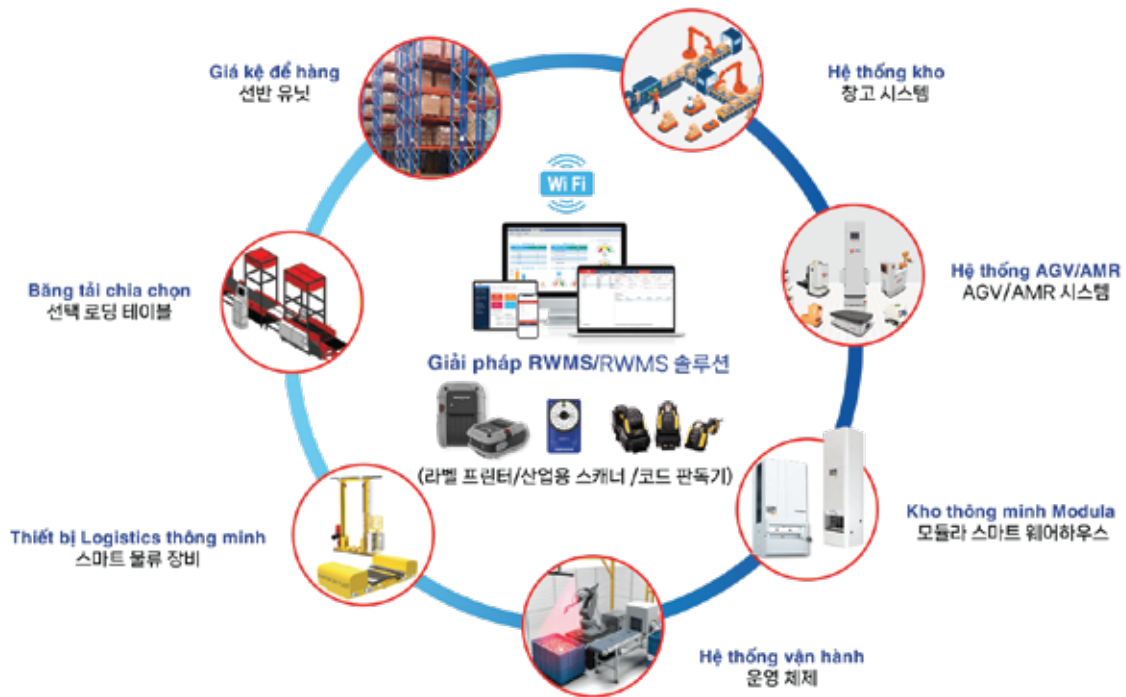 Giá kệ để hàng
선반 유닛
Hệ thống kho
창고 시스템
WiFi
Băng tải chia chọn
선택 로딩 테이블
Hệ thống AGV/AMR
AGV/AMR 시스템
Giải pháp RWMS/RWMS 솔루션
(라벨 프린터/산업용 스캐너 /코드 판독기)
Thiết bị Logistics thông minh
스마트 물류 장비
Kho thông minh Modula
모듈라 스마트 웨어하우스
Hệ thống vận hành
운영 체제